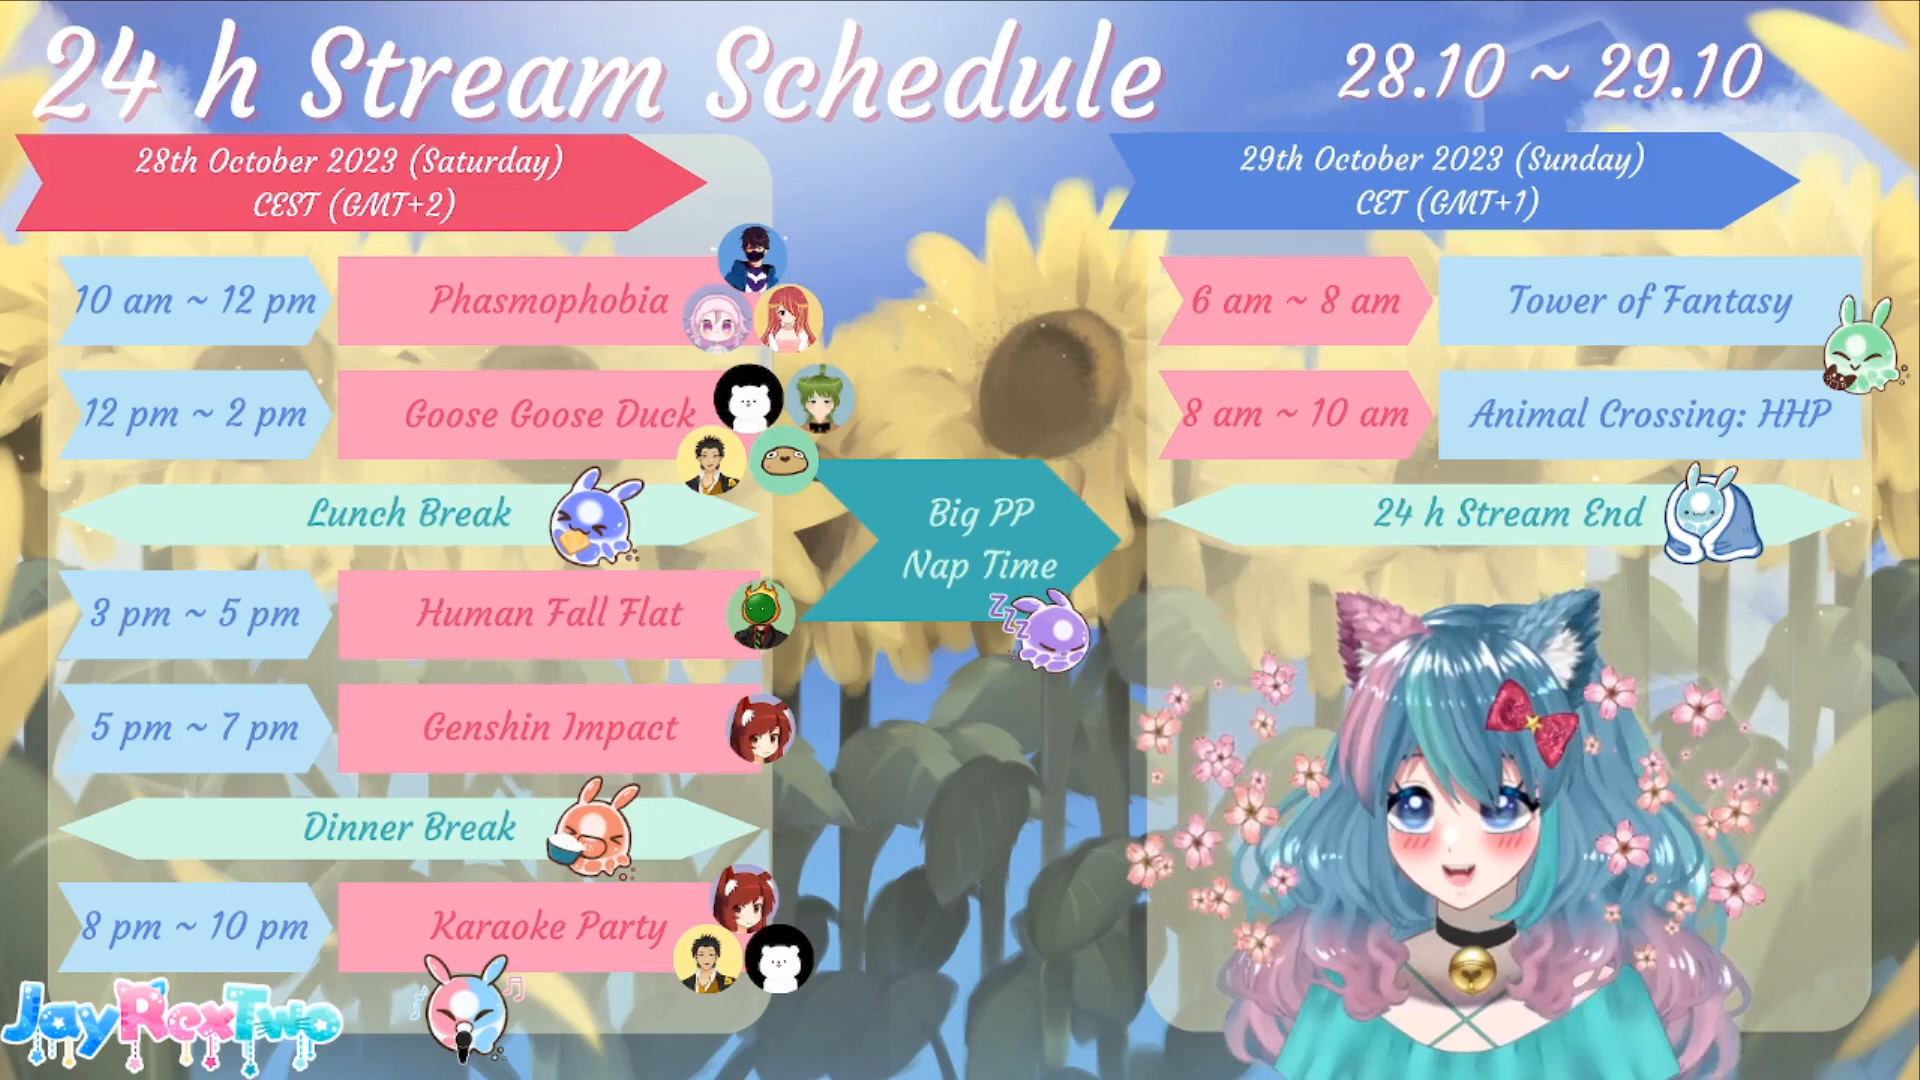 24 h Stream Schedule
28.10 ~ 29.10
28th October 2023 (Saturday)
CEST (GMT+2)
10 am ~ 12 pm
Phasmophobia
12 pm ~ 2 pm
Goose Goose Duck
Lunch Break
3 pm ~ 5 pm
Human Fall Flat
5 pm ~ 7 pm
Genshin Impact
Dinner Break
8 pm ~ 10 pm
Karaoke Party
JayRexTwo
Big PP
Nap Time
zzz
29th October 2023 (Sunday)
CET (GMT+1)
6 am ~ 8 am
Tower of Fantasy
8 am ~ 10 am
Animal Crossing: HHP
24 h Stream End